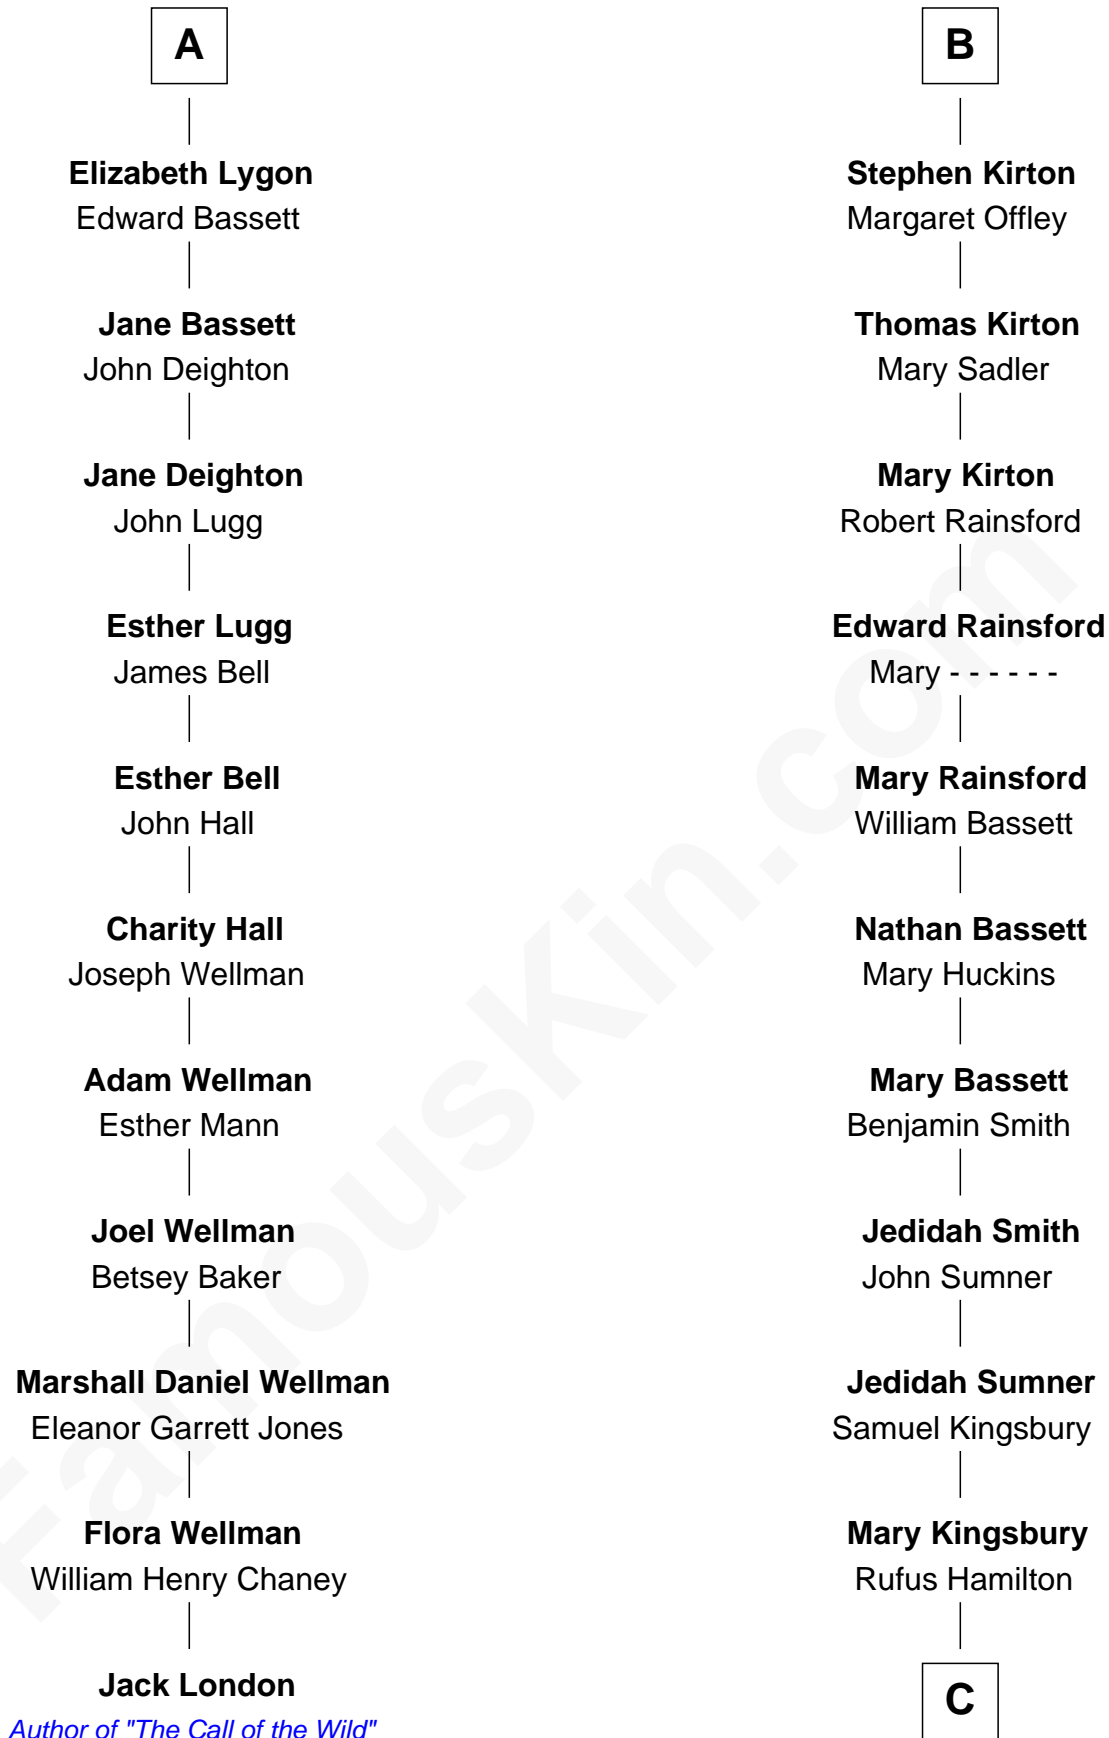 A
Elizabeth Lygon
Edward Bassett
Jane Bassett
John Deighton
Jane Deighton
John Lugg
Esther Lugg
James Bell
Esther Bell
John Hall
Charity Hall
Joseph Wellman
Adam Wellman
Esther Mann
Joel Wellman
Betsey Baker
Marshall Daniel Wellman
Eleanor Garrett Jones
Flora Wellman
William Henry Chaney
Jack London
Author of "The Call of the Wild"
B
Stephen Kirton
Margaret Offley
Thomas Kirton
Mary Sadler
Mary Kirton
Robert Rainsford
Edward Rainsford
Mary - - - - - -
Mary Rainsford
William Bassett
Nathan Bassett
Mary Huckins
Mary Bassett
Benjamin Smith
Jedidah Smith
John Sumner
Jedidah Sumner
Samuel Kingsbury
Mary Kingsbury
Rufus Hamilton
C
FamousKin.com